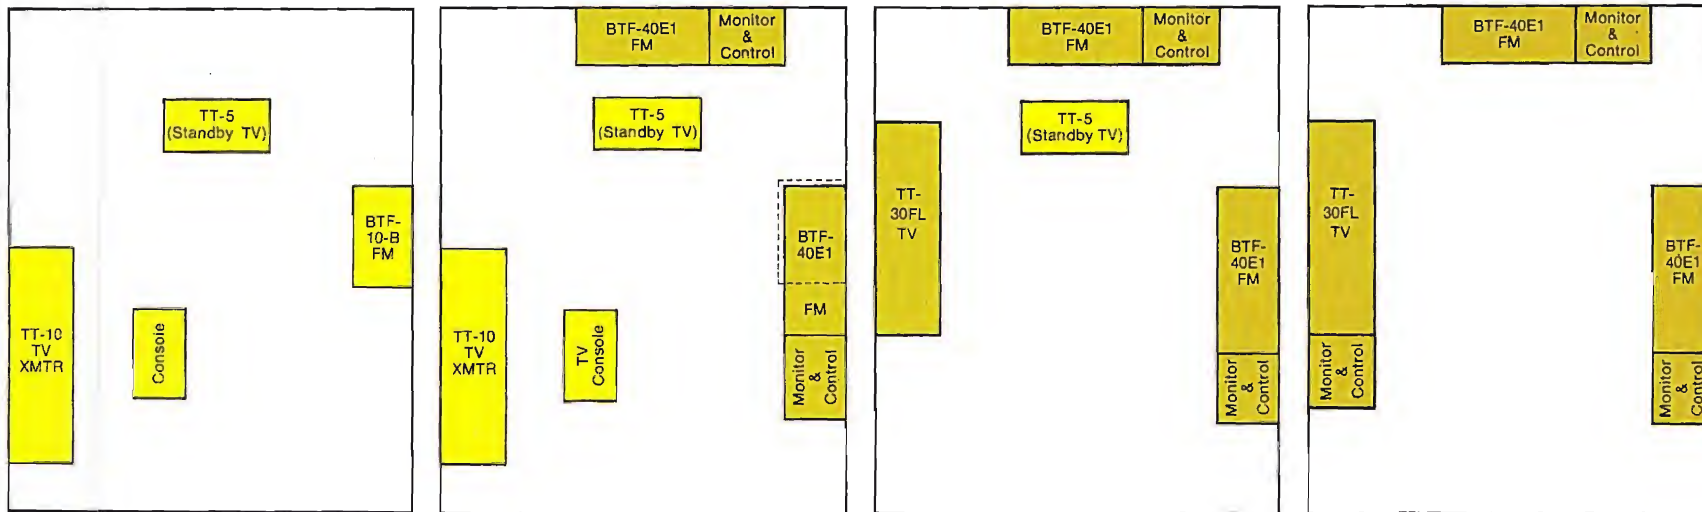 TT-5
(Standby TV)
BTF-
10-B
FM
TT-10
TV
XMTR
Console
BTF-40E1
FM
Monitor
&
Control
TT-5
(Standby TV)
BTF-
40E1
FM
Monitor
&
Control
TT-10
TV
XMTR
TV
Console
BTF-40E1
FM
Monitor
&
Control
TT-5
(Standby TV)
TT-
30FL
TV
BTF-
40E1
FM
Monitor
&
Control
BTF-40E1
FM
Monitor
&
Control
TT-
30FL
TV
Monitor
&
Control
BTF-
40E1
FM
Monitor
&
Control